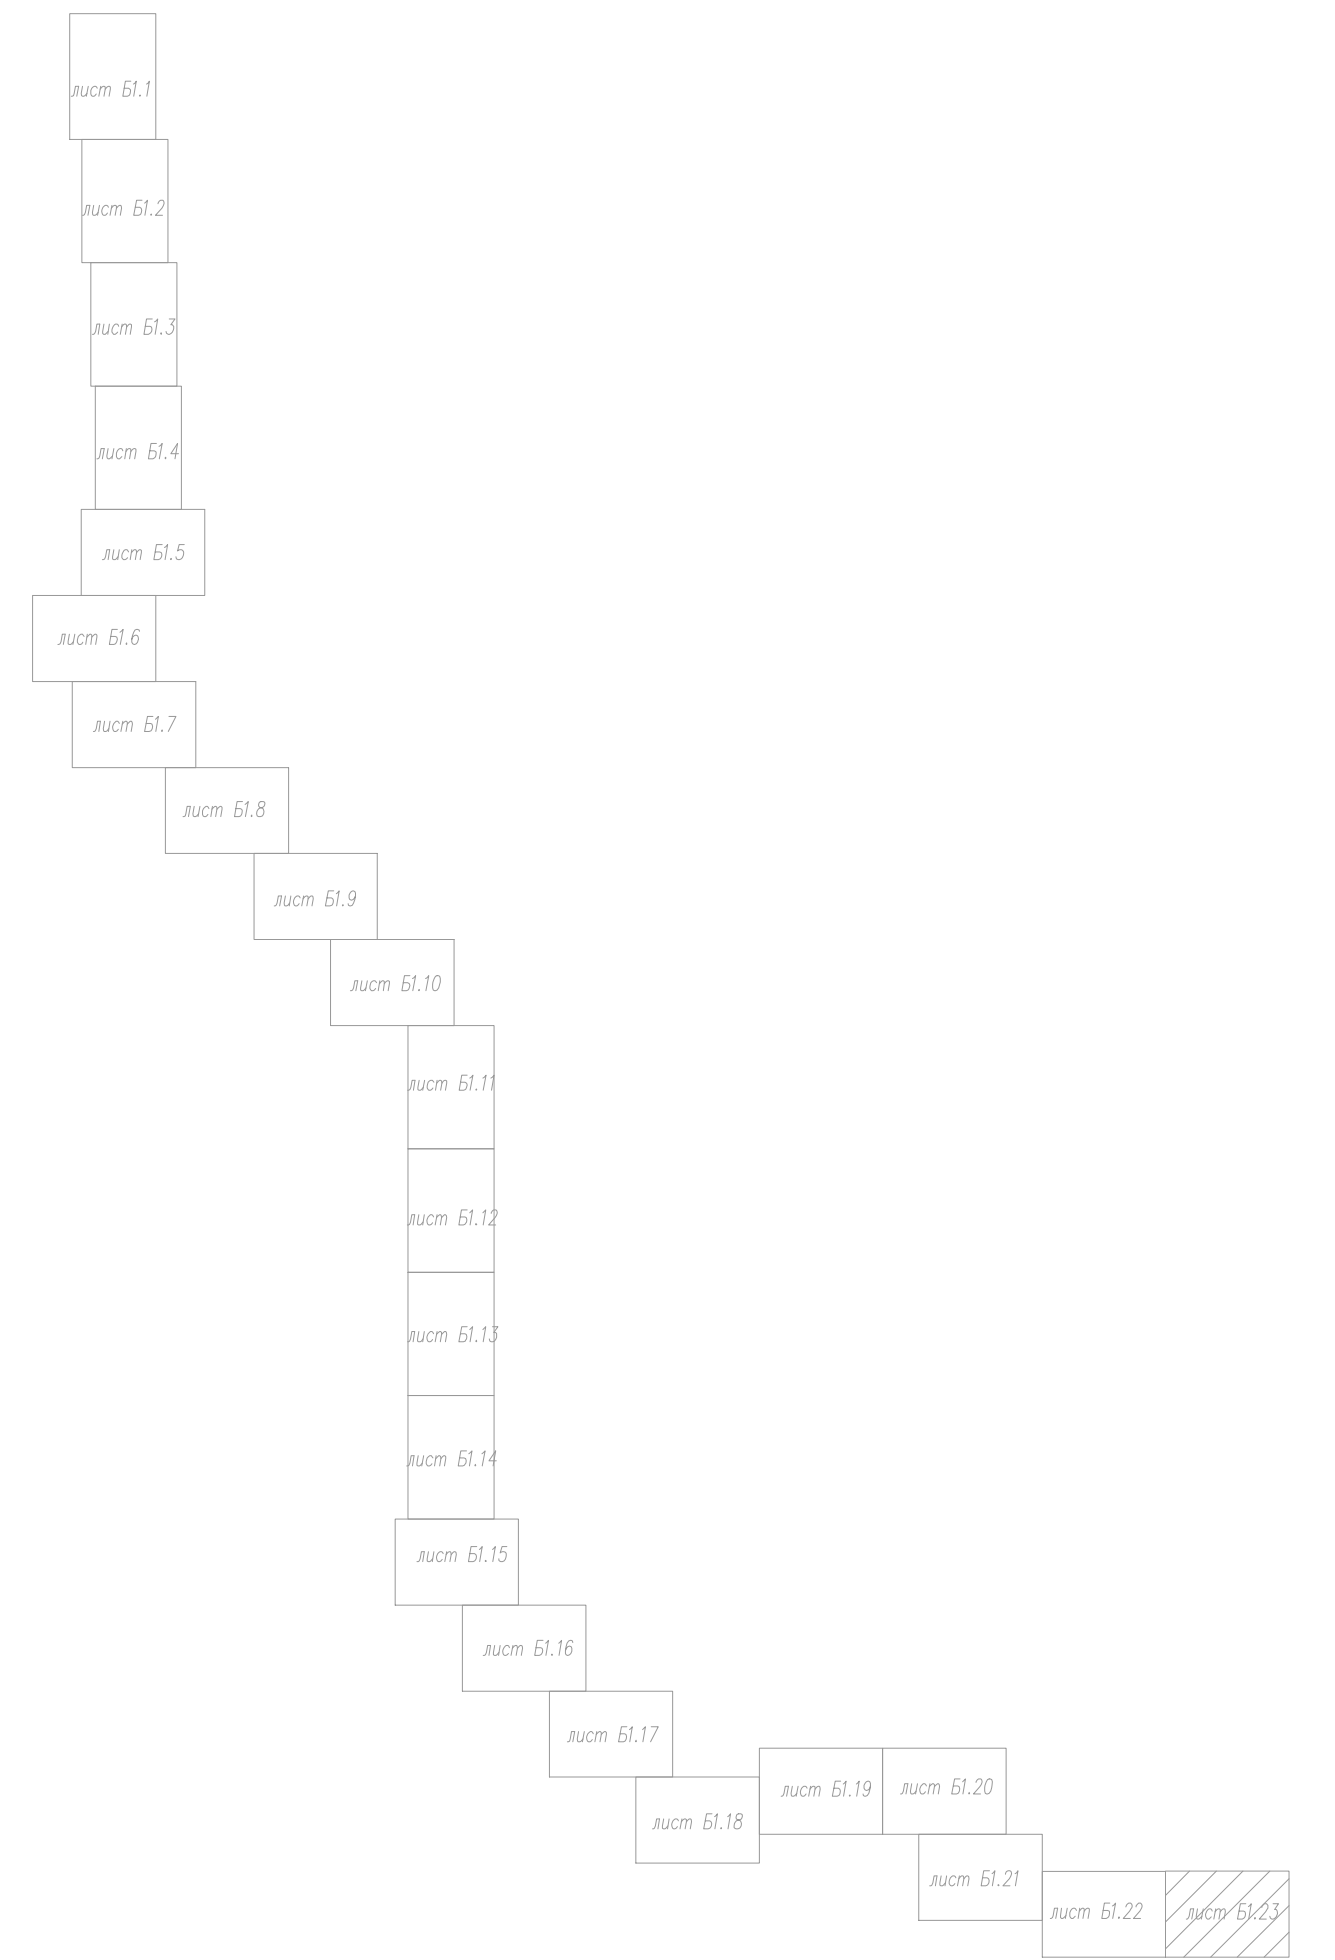 лист Б1.1
лист Б1.2
лист Б1.3
лист Б1.4
лист Б1.5
лист Б1.6
лист Б1.7
лист Б1.8
лист Б1.9
лист Б1.10
лист Б1.11
лист Б1.12
лист Б1.13
лист Б1.14
лист Б1.15
лист Б1.16
лист Б1.17
лист Б1.18
лист Б1.19
лист Б1.20
лист Б1.21
лист Б1.22
лист Б1.23